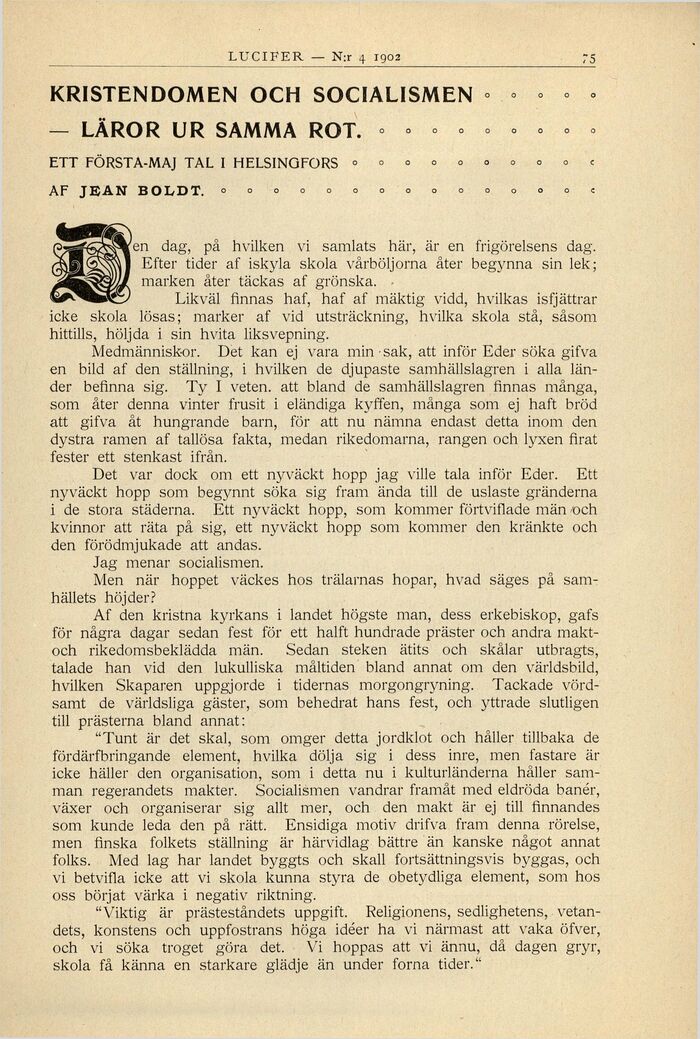 LUCIFER — N:r 4 1902 75
KRISTENDOMEN OCH SOCIALISMEN
— LÄROR UR SAMMA ROT.
ETT FÖRSTA-MAJ TAL I HELSINGFORS
AF JEAN BOLDT.
Den dag, på hvilken vi samlats här, är en frigörelsens dag.
Efter tider af iskyla skola vårböljorna åter begynna sin lek;
marken åter täckas af grönska.
Likväl finnas haf, haf af mäktig vidd, hvilkas isfjättrar
icke skola lösas; marker af vid utsträckning, hvilka skola stå, såsom
hittills, höljda i sin hvita liksvepning.
Medmänniskor. Det kan ej vara min sak, att inför Eder söka gifva
en bild af den ställning, i hvilken de djupaste samhällslagren i alla län-
der befinna sig. Ty I veten. att bland de samhällslagren finnas många,
som åter denna vinter frusit i eländiga kyffen, många som ej haft bröd
att gifva åt hungrande barn, för att nu nämna endast detta inom den
dystra ramen af tallösa fakta, medan rikedomarna, rangen och lyxen firat
fester ett stenkast ifrån.
Det var dock om ett nyväckt hopp jag ville tala inför Eder. Ett
nyväckt hopp som begynnt söka sig fram ända till de uslaste gränderna
i de stora städerna. Ett nyväckt hopp, som kommer förtviflade män och
kvinnor att räta på sig, ett nyväckt hopp som kommer den kränkte och
den förödmjukade att andas.
Jag menar socialismen.
Men när hoppet väckes hos trälarnas hopar, hvad säges på sam-
hällets höjder?
Af den kristna kyrkans i landet högste man, dess erkebiskop, gafs
för några dagar sedan fest för ett halft hundrade präster och andra makt-
och rikedomsbeklädda män. Sedan steken ätits och skålar utbragts,
talade han vid den lukulliska måltiden bland annat om den världsbild,
hvilken Skaparen uppgjorde i tidernas morgongryning. Tackade vörd-
samt de världsliga gäster, som behedrat hans fest, och yttrade slutligen
till prästerna bland annat:
“Tunt är det skal, som omger detta jordklot och håller tillbaka de
fördärfbringande element, hvilka dölja sig i dess inre, men fastare är
icke häller den organisation, som i detta nu i kulturländerna håller sam-
man regerandets makter. Socialismen vandrar framåt med eldröda banér,
växer och organiserar sig allt mer, och den makt är ej till finnandes
som kunde leda den på rätt. Ensidiga motiv drifva fram denna rörelse,
men finska folkets ställning är härvidlag bättre än kanske något annat
folks. Med lag har landet byggts och skall fortsättningsvis byggas, och
vi betvifla icke att vi skola kunna styra de obetydliga element, som hos
oss börjat värka i negativ riktning.
“Viktig är präste­ståndets uppgift. Religionens, sedlighetens, vetan-
dets, konstens och uppfostrans höga idéer ha vi närmast att vaka öfver,
och vi söka troget göra det. Vi hoppas att vi ännu, då dagen gryr,
skola få känna en starkare glädje än under forna tider.“